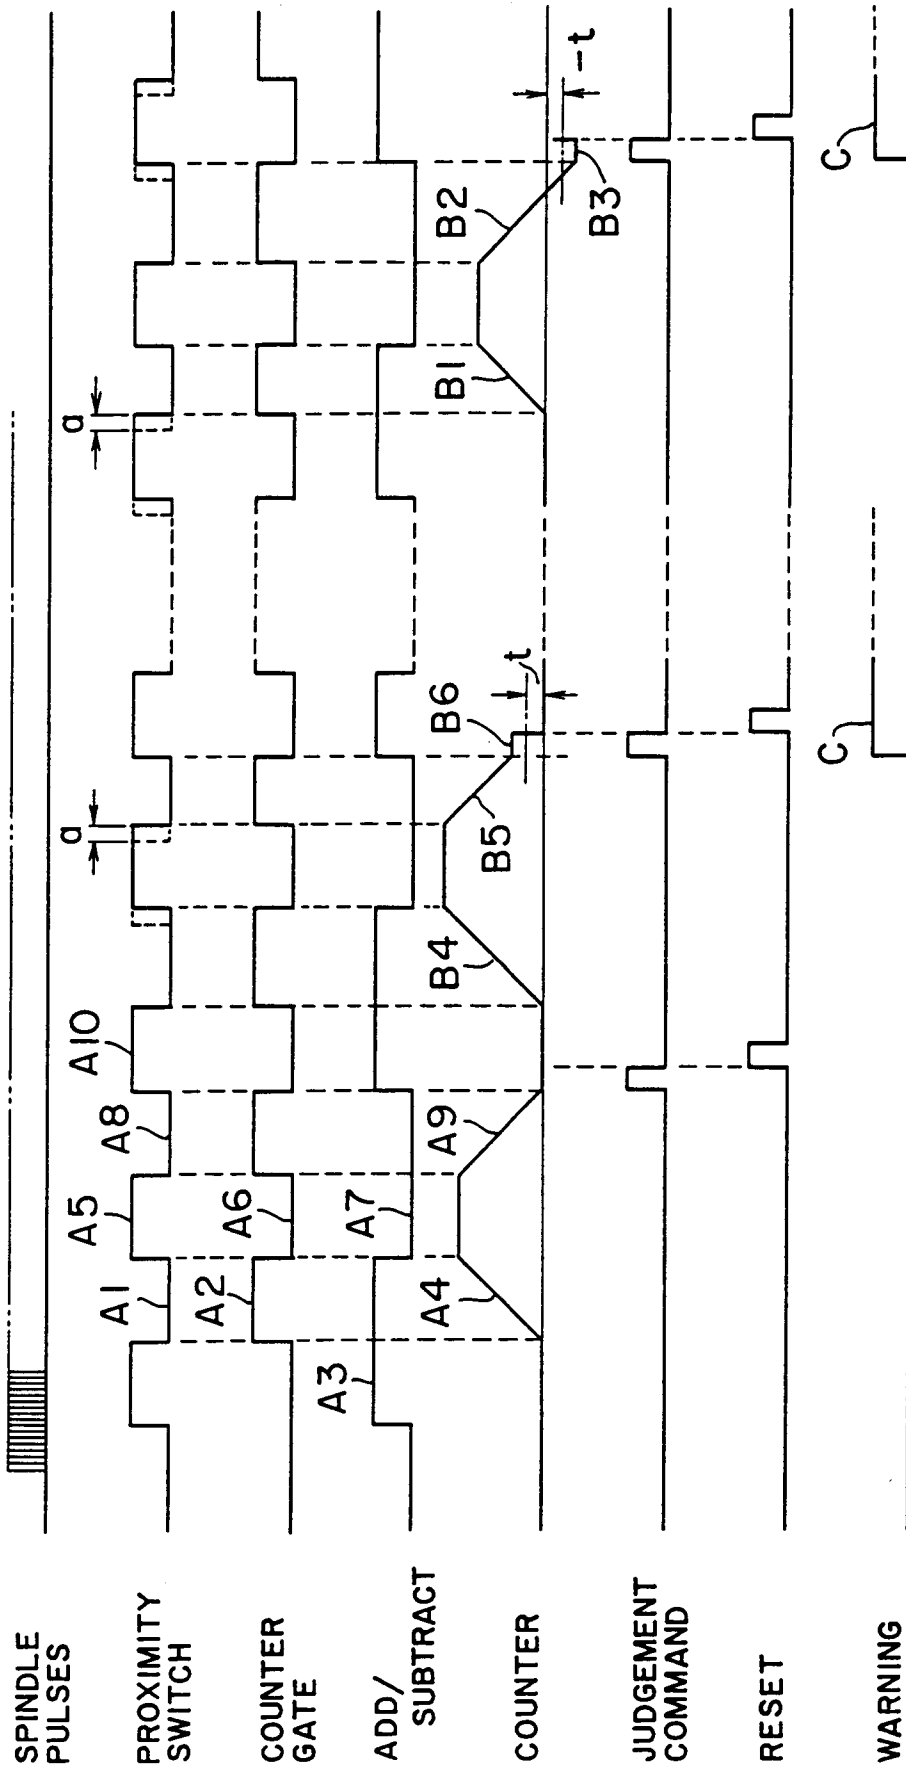 SPINDLE
PULSES
PROXIMITY
SWITCH
A1
A5
A8
A10
a
a
COUNTER
GATE
A2
A6
ADD/
SUBTRACT
A3
A7
COUNTER
A4
A9
B4
B5
B6
t
B1
B2
B3
-t
JUDGEMENT
COMMAND
RESET
WARNING
C
C